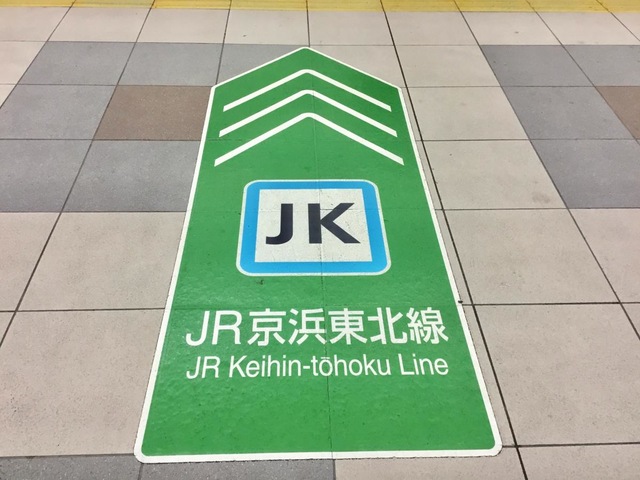 JK
JR京浜東北線
JR Keihin-tōhoku Line